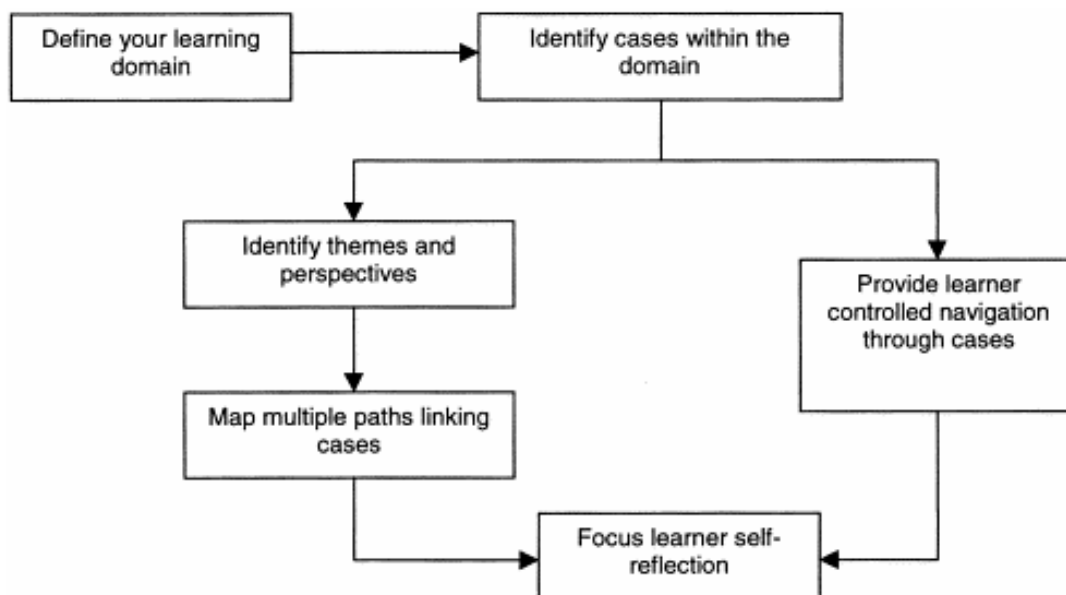 Define your learning
domain
Identify cases within the
domain
Identify themes and
perspectives
Provide learner
controlled navigation
through cases
Map multiple paths linking
cases
Focus learner self-
reflection